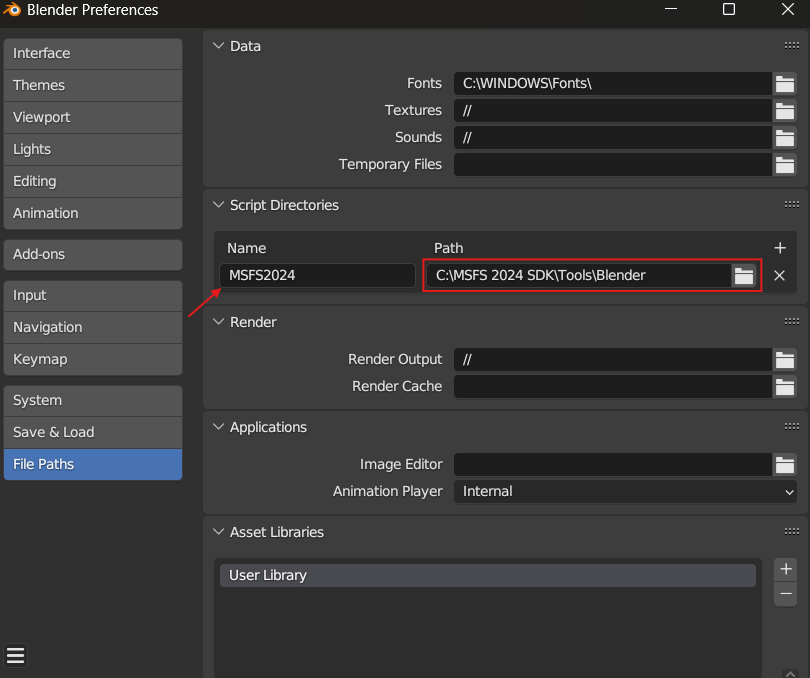 Blender Preferences
Interface
Themes
Viewport
Lights
Editing
Animation
Add-ons
Input
Navigation
Keymap
System
Save & Load
File Paths
Data
Fonts C:\WINDOWS\Fonts\
Textures //
Sounds //
Temporary Files
Script Directories
Name Path
MSFS2024 C:\MSFS 2024 SDK\Tools\Blender
Render
Render Output //
Render Cache
Applications
Image Editor
Animation Player Internal
Asset Libraries
User Library